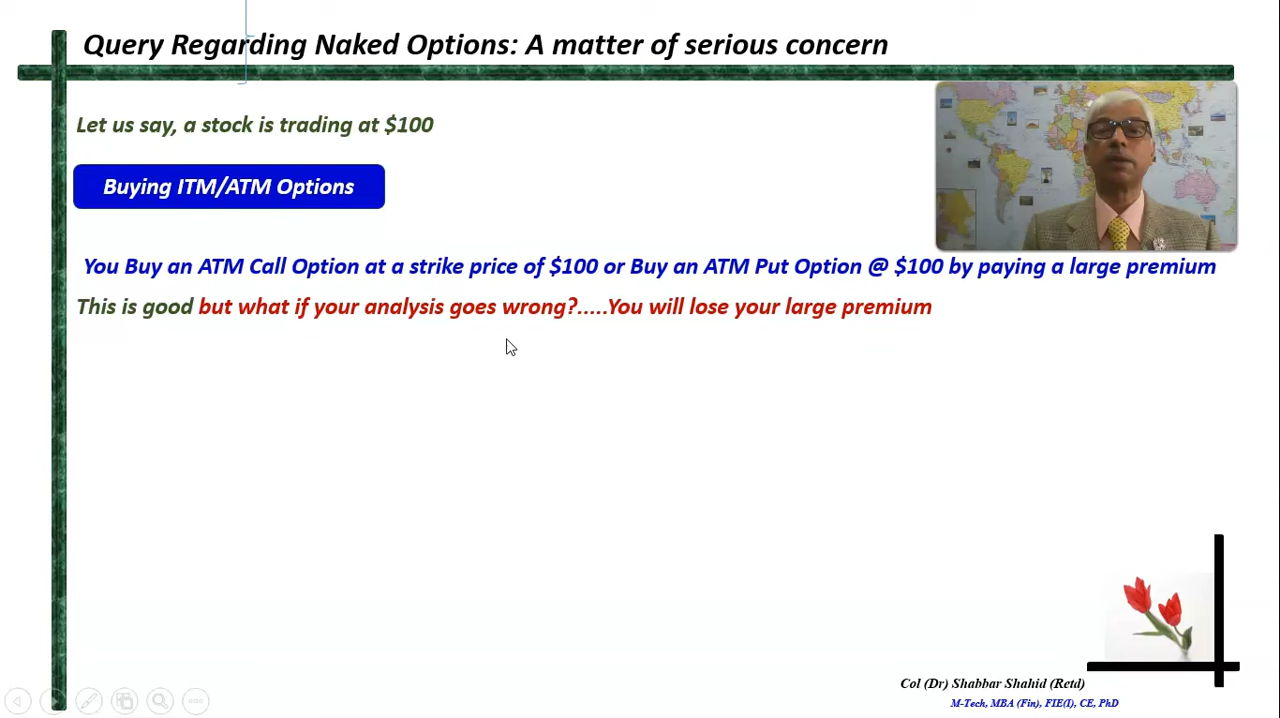 Query Regarding Naked Options: A matter of serious concern
Let us say, a stock is trading at $100
Buying ITM/ATM Options
You Buy an ATM Call Option at a strike price of $100 or Buy an ATM Put Option @ $100 by paying a large premium
This is good but what if your analysis goes wrong?.....You will lose your large premium
Col (Dr) Shabbar Shahid (Retd)
M-Tech, MBA (Fin), FIE(I), CE, PhD